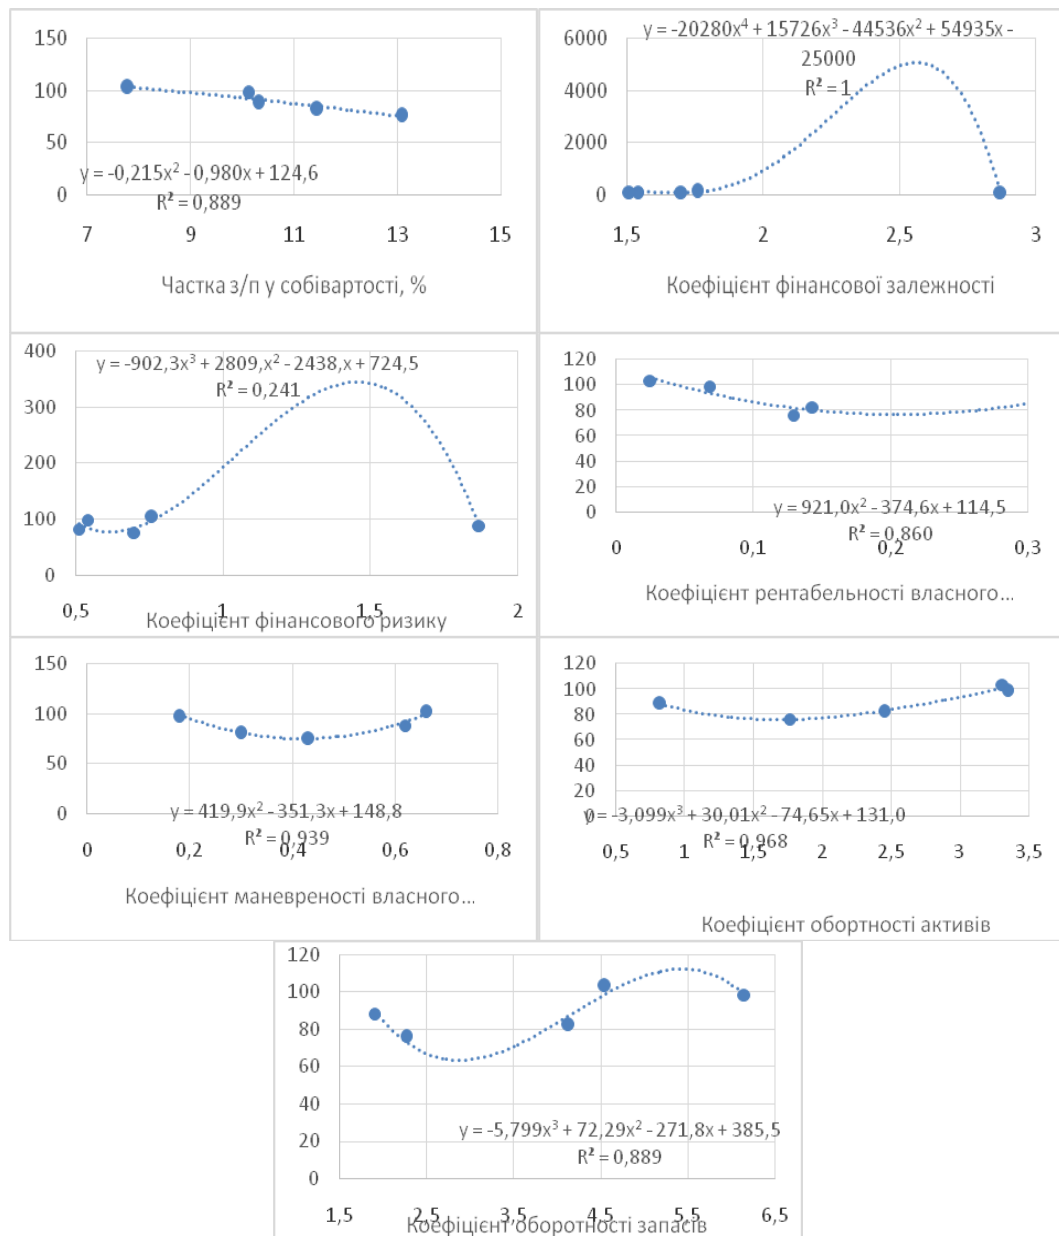 150
100
50
0
y = -0,215x² - 0,980x + 124,6
R² = 0,889
7 9 11 13 15
Частка з/п у собівартості, %
6000
4000
2000
0
y = -20280x⁴ + 15726x³ - 44536x² + 54935x -
25000
R² = 1
1,5 2 2,5 3
Коефіцієнт фінансової залежності
400
300
200
100
0
y = -902,3x³ + 2809,x² - 2438,x + 724,5
R² = 0,241
0,5 1 1,5 2
Коефіцієнт фінансового ризику
120
100
80
60
40
20
0
y = 921,0x² - 374,6x + 114,5
R² = 0,860
0 0,1 0,2 0,3
Коефіцієнт рентабельності власного...
150
100
50
0
y = 419,9x² - 351,3x + 148,8
R² = 0,939
0 0,2 0,4 0,6 0,8
Коефіцієнт маневреності власного...
120
100
80
60
40
20
0
y = -3,099x³ + 30,01x² - 74,65x + 131,0
R² = 0,968
0,5 1 1,5 2 2,5 3 3,5
Коефіцієнт обортності активів
120
100
80
60
40
20
0
y = -5,799x³ + 72,29x² - 271,8x + 385,5
R² = 0,889
1,5 2,5 3,5 4,5 5,5 6,5
Коефіцієнт оборотності запасів